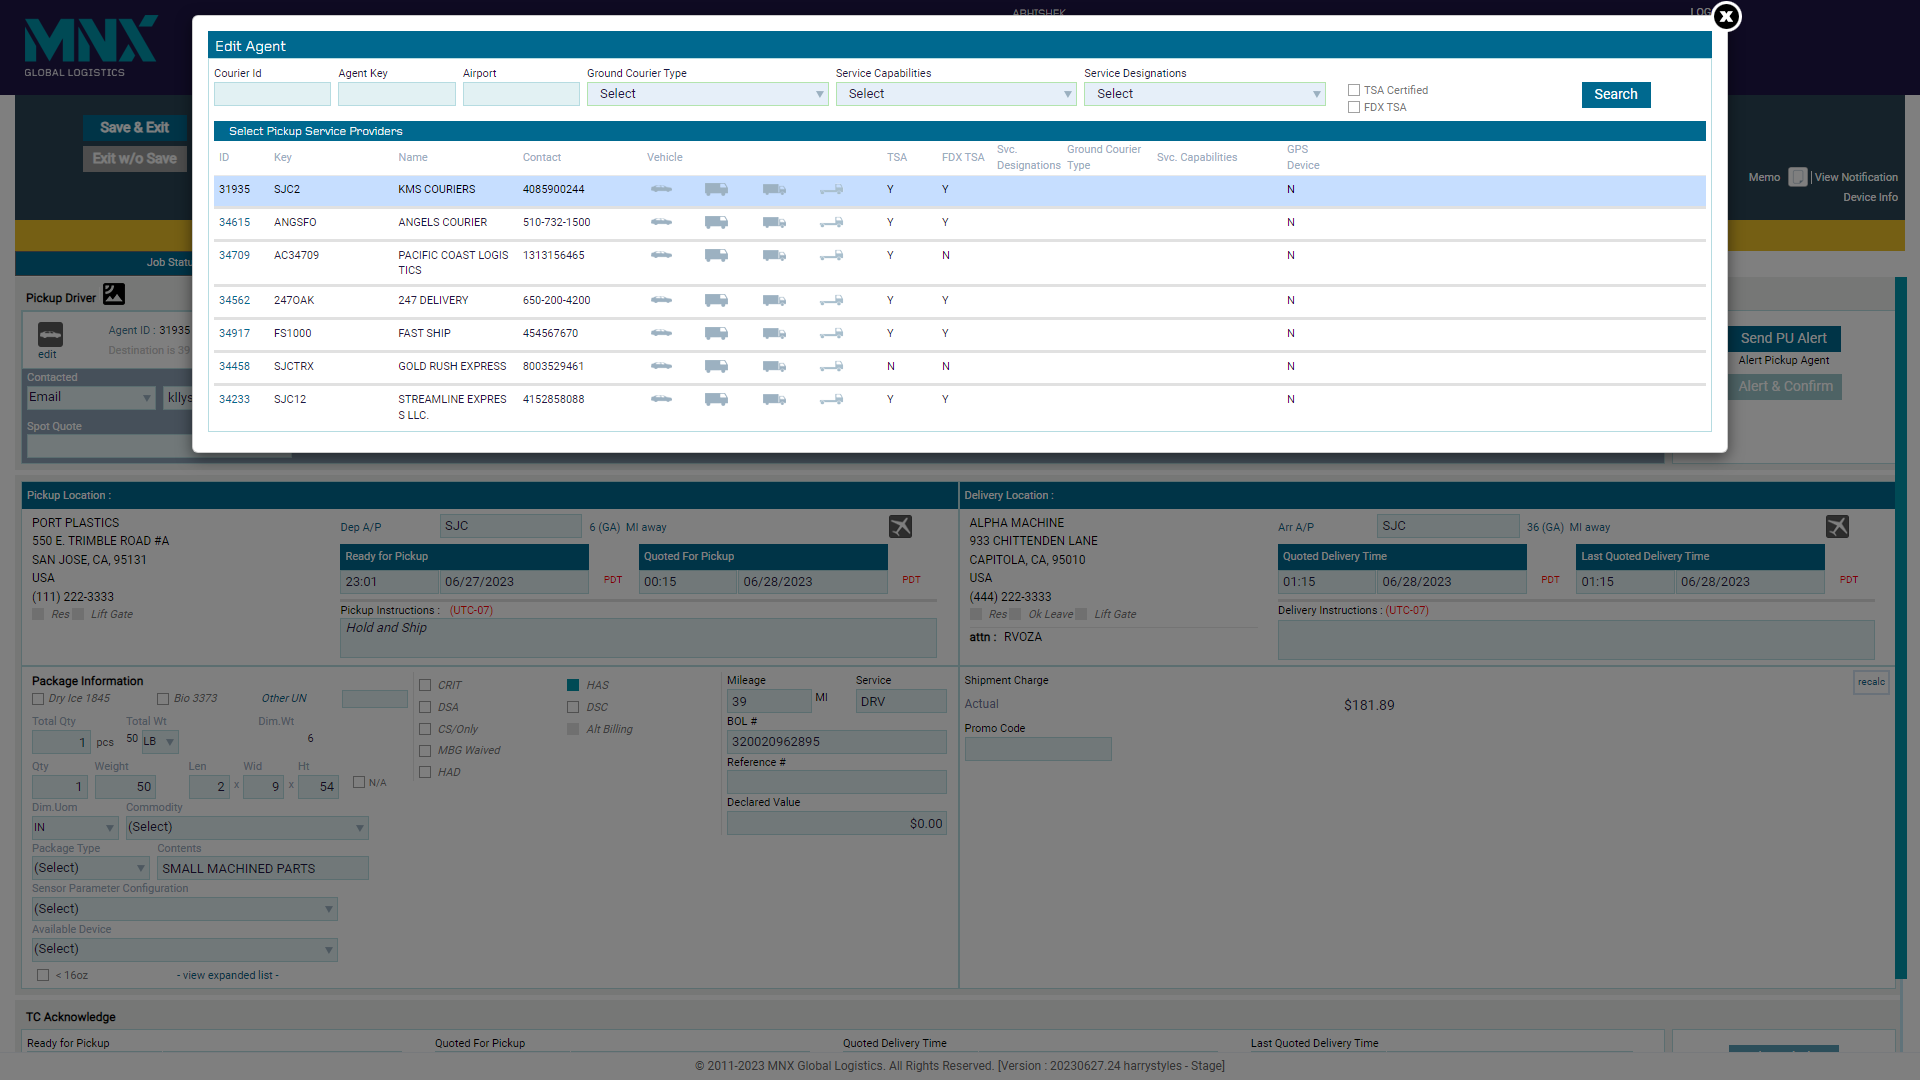 MNX
GLOBAL LOGISTICS
ABHISHEK
LOG
X
Edit Agent
Courier Id Agent Key Airport Ground Courier Type Service Capabilities Service Designations
Select Select Select
TSA Certified
FDX TSA
Search
Select Pickup Service Providers
ID Key Name Contact Vehicle TSA FDX TSA Svc. Designations Ground Courier Type Svc. Capabilities GPS Device
31935 SJC2 KMS COURIERS 4085900244 Y Y N
34615 ANGSFO ANGELS COURIER 510-732-1500 Y Y N
34709 AC34709 PACIFIC COAST LOGIS 1313156465 Y N N
TICS
34562 247OAK 247 DELIVERY 650-200-4200 Y Y N
34917 FS1000 FAST SHIP 454567670 Y Y N
34458 SJCTRX GOLD RUSH EXPRESS 8003529461 N N N
34233 SJC12 STREAMLINE EXPRES 4152858088 Y Y N
S LLC.
Save & Exit
Exit w/o Save
Memo | View Notification
Device Info
Job Statu
Pickup Driver
edit
Agent ID : 31935
Destination is 39
Contacted
Email kllys
Spot Quote
Send PU Alert
Alert Pickup Agent
Alert & Confirm
Pickup Location :
PORT PLASTICS
550 E. TRIMBLE ROAD #A
SAN JOSE, CA, 95131
USA
(111) 222-3333
Res Lift Gate
Dep A/P SJC 6 (GA) MI away
Ready for Pickup Quoted For Pickup
23:01 06/27/2023 PDT 00:15 06/28/2023 PDT
Pickup Instructions : (UTC-07)
Hold and Ship
Delivery Location :
ALPHA MACHINE
933 CHITTENDEN LANE
CAPITOLA, CA, 95010
USA
(444) 222-3333
Res Ok Leave Lift Gate
attn : RVOZA
Arr A/P SJC 36 (GA) MI away
Quoted Delivery Time Last Quoted Delivery Time
01:15 06/28/2023 PDT 01:15 06/28/2023 PDT
Delivery Instructions : (UTC-07)
Package Information
Dry Ice 1845 Bio 3373 Other UN
Total Qty Total Wt Dim.Wt
1 pcs 50 LB 6
Qty Weight Len Wid Ht
1 50 2 x 9 x 54 N/A
Dim.Uom Commodity
IN (Select)
Package Type Contents
(Select) SMALL MACHINED PARTS
Sensor Parameter Configuration
(Select)
Available Device
(Select)
< 16oz - view expanded list -
CRIT HAS
DSA DSC
CS/Only Alt Billing
MBG Waived
HAD
Mileage Service
39 MI DRV
BOL #
320020962895
Reference #
Declared Value
$0.00
Shipment Charge
recalc
Actual $181.89
Promo Code
TC Acknowledge
Ready for Pickup Quoted For Pickup Quoted Delivery Time Last Quoted Delivery Time
© 2011-2023 MNX Global Logistics. All Rights Reserved. [Version : 20230627.24 harrystyles - Stage]